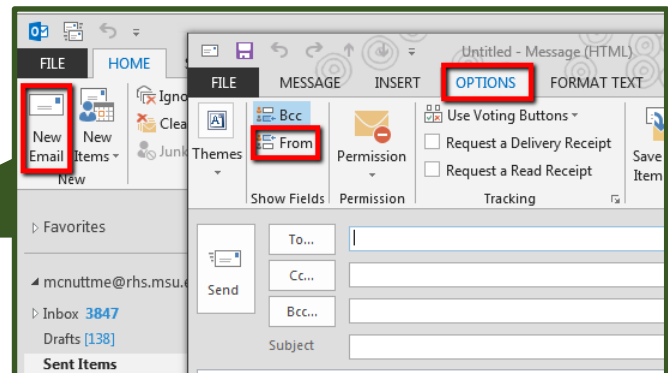 FILE HOME
New
Email
New
Items
Igno
Clea
Junk
New
Favorites
mcnuttme@rhs.msu.e
Inbox 3847
Drafts [138]
Sent Items
Untitled - Message (HTML)
FILE MESSAGE INSERT OPTIONS FORMAT TEXT
Themes
Bcc
From
Show Fields
Permission
Permission
Use Voting Buttons
Request a Delivery Receipt
Request a Read Receipt
Tracking
Save
Item
Send
To...
Cc...
Bcc...
Subject